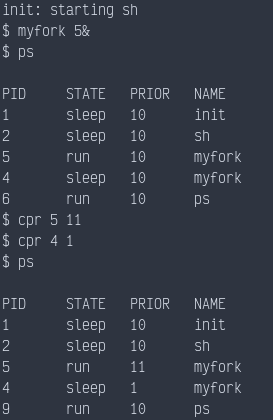 init: starting sh
$ myfork 5&
$ ps
PID STATE PRIOR NAME
1 sleep 10 init
2 sleep 10 sh
5 run 10 myfork
4 sleep 10 myfork
6 run 10 ps
$ cpr 5 11
$ cpr 4 1
$ ps
PID STATE PRIOR NAME
1 sleep 10 init
2 sleep 10 sh
5 run 11 myfork
4 sleep 1 myfork
9 run 10 ps